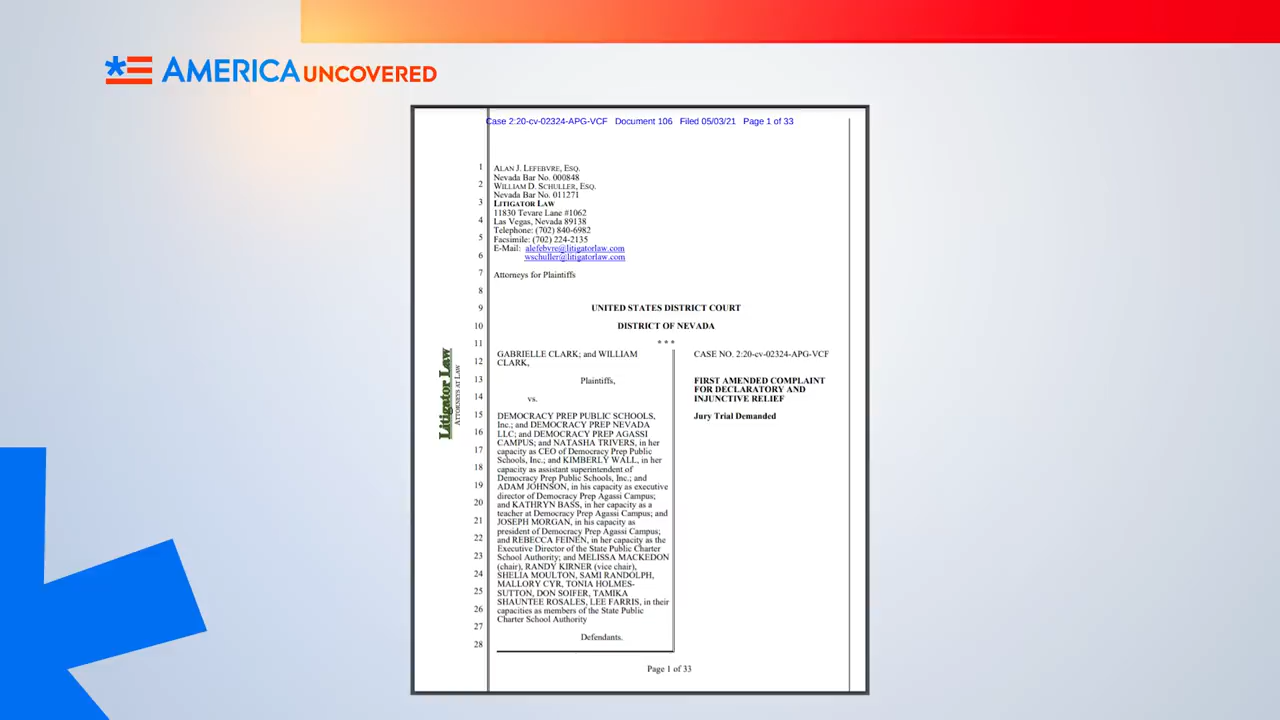 AMERICA UNCOVERED
Case 2:20-cv-02324-APG-VCF Document 106 Filed 05/03/21 Page 1 of 33
1 ALAN J. LEFEBVRE, ESQ.
Nevada Bar No. 000848
2 WILLIAM D. SCHULLER, ESQ.
Nevada Bar No. 011271
3 LITIGATOR LAW
11830 Tevare Lane #1062
4 Las Vegas, Nevada 89138
Telephone: (702) 840-6982
5 Facsimile: (702) 224-2135
E-Mail: alefebvre@litigatorlaw.com
6 wschuller@litigatorlaw.com
7 Attorneys for Plaintiffs
8
9 UNITED STATES DISTRICT COURT
10 DISTRICT OF NEVADA
11 * * *
12 GABRIELLE CLARK; and WILLIAM
CLARK,
13 Plaintiffs,
14 vs.
15 DEMOCRACY PREP PUBLIC SCHOOLS,
Inc.; and DEMOCRACY PREP NEVADA
16 LLC; and DEMOCRACY PREP AGASSI
CAMPUS; and NATASHA TRIVERS, in her
17 capacity as CEO of Democracy Prep Public
Schools, Inc.; and KIMBERLY WALL, in her
18 capacity as assistant superintendent of
Democracy Prep Public Schools, Inc.; and
19 ADAM JOHNSON, in his capacity as executive
director of Democracy Prep Agassi Campus;
20 and KATHRYN BASS, in her capacity as a
teacher at Democracy Prep Agassi Campus; and
21 JOSEPH MORGAN, in his capacity as
president of Democracy Prep Agassi Campus;
22 and REBECCA FEINEN, in her capacity as the
Executive Director of the State Public Charter
23 School Authority; and MELISSA MACKEDON
(chair), RANDY KIRNER (vice chair),
24 SHELIA MOULTON, SAMI RANDOLPH,
MALLORY CYR, TONIA HOLMES-
25 SUTTON, DON SOIFER, TAMIKA
SHAUNTEE ROSALES, LEE FARRIS, in their
26 capacities as members of the State Public
Charter School Authority
27
28 Defendants.
CASE NO. 2:20-cv-02324-APG-VCF
FIRST AMENDED COMPLAINT
FOR DECLARATORY AND
INJUNCTIVE RELIEF
Jury Trial Demanded
Litigator Law
ATTORNEYS AT LAW
Page 1 of 33